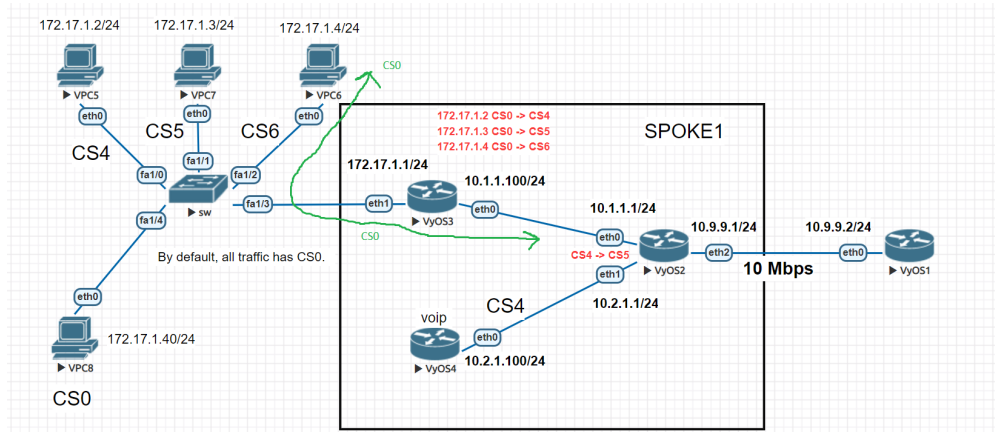 172.17.1.2/24
172.17.1.3/24
172.17.1.4/24
CS0
VPC5
VPC7
VPC6
eth0
eth0
eth0
CS4
CS5
CS6
fa1/0
fa1/1
fa1/2
fa1/3
fa1/4
sw
By default, all traffic has CS0.
eth0
172.17.1.40/24
VPC8
CS0
172.17.1.2 CS0 -> CS4
172.17.1.3 CS0 -> CS5
172.17.1.4 CS0 -> CS6
SPOKE1
172.17.1.1/24
10.1.1.100/24
eth1
eth0
VyOS3
CS0
10.1.1.1/24
eth0
CS4 -> CS5
eth1
VyOS2
10.9.9.1/24
eth2
10 Mbps
10.9.9.2/24
eth0
VyOS1
10.2.1.1/24
CS4
voip
eth0
10.2.1.100/24
VyOS4